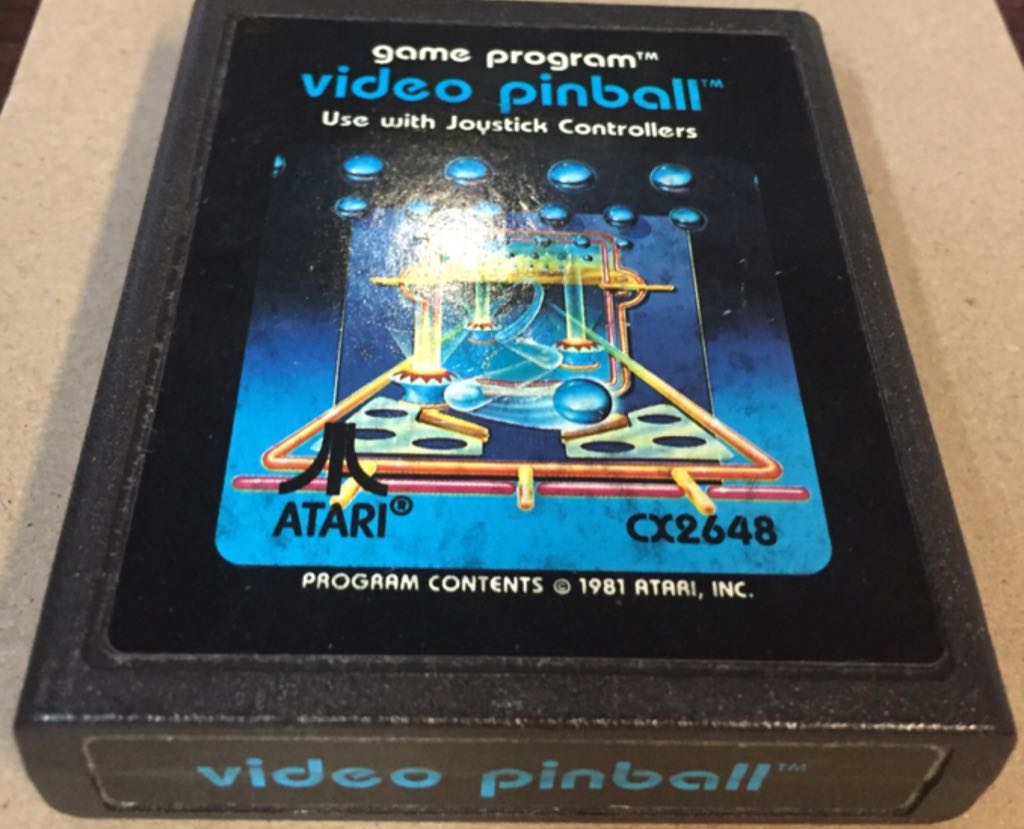 game program™
video pinball™
Use with Joystick Controllers
ATARI®
CX2648
PROGRAM CONTENTS © 1981 ATARI, INC.
video pinball™